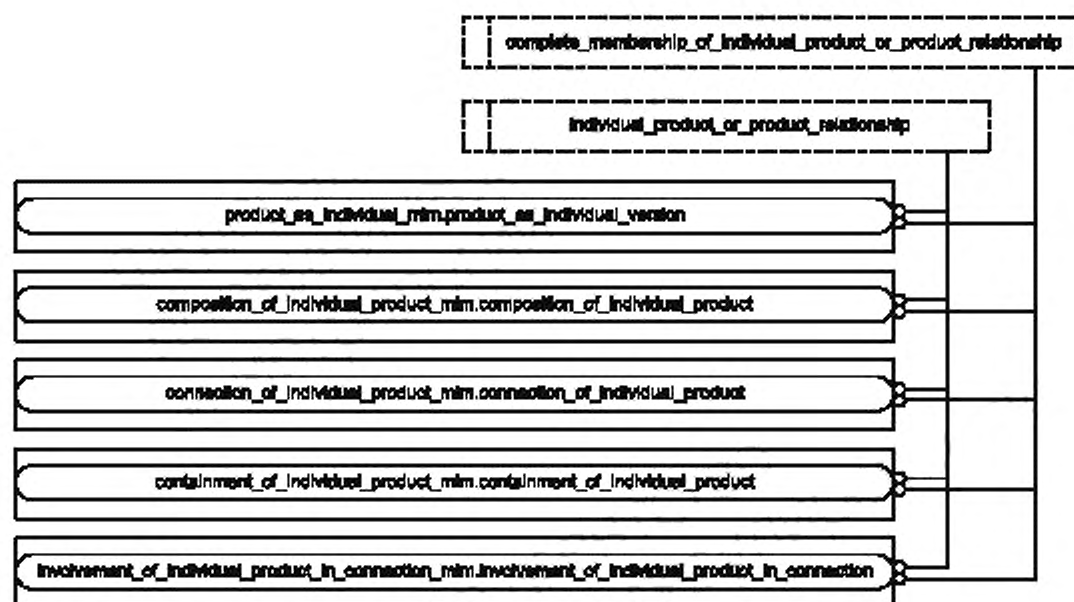 complete_membership_of_individual_product_or_product_relationship
individual_product_or_product_relationship
product_as_individual_mim.product_as_individual_version
composition_of_individual_product_mim.composition_of_individual_product
connection_of_individual_product_mim.connection_of_individual_product
containment_of_individual_product_mim.containment_of_individual_product
involvement_of_individual_product_in_connection_mim.involvement_of_individual_product_in_connection